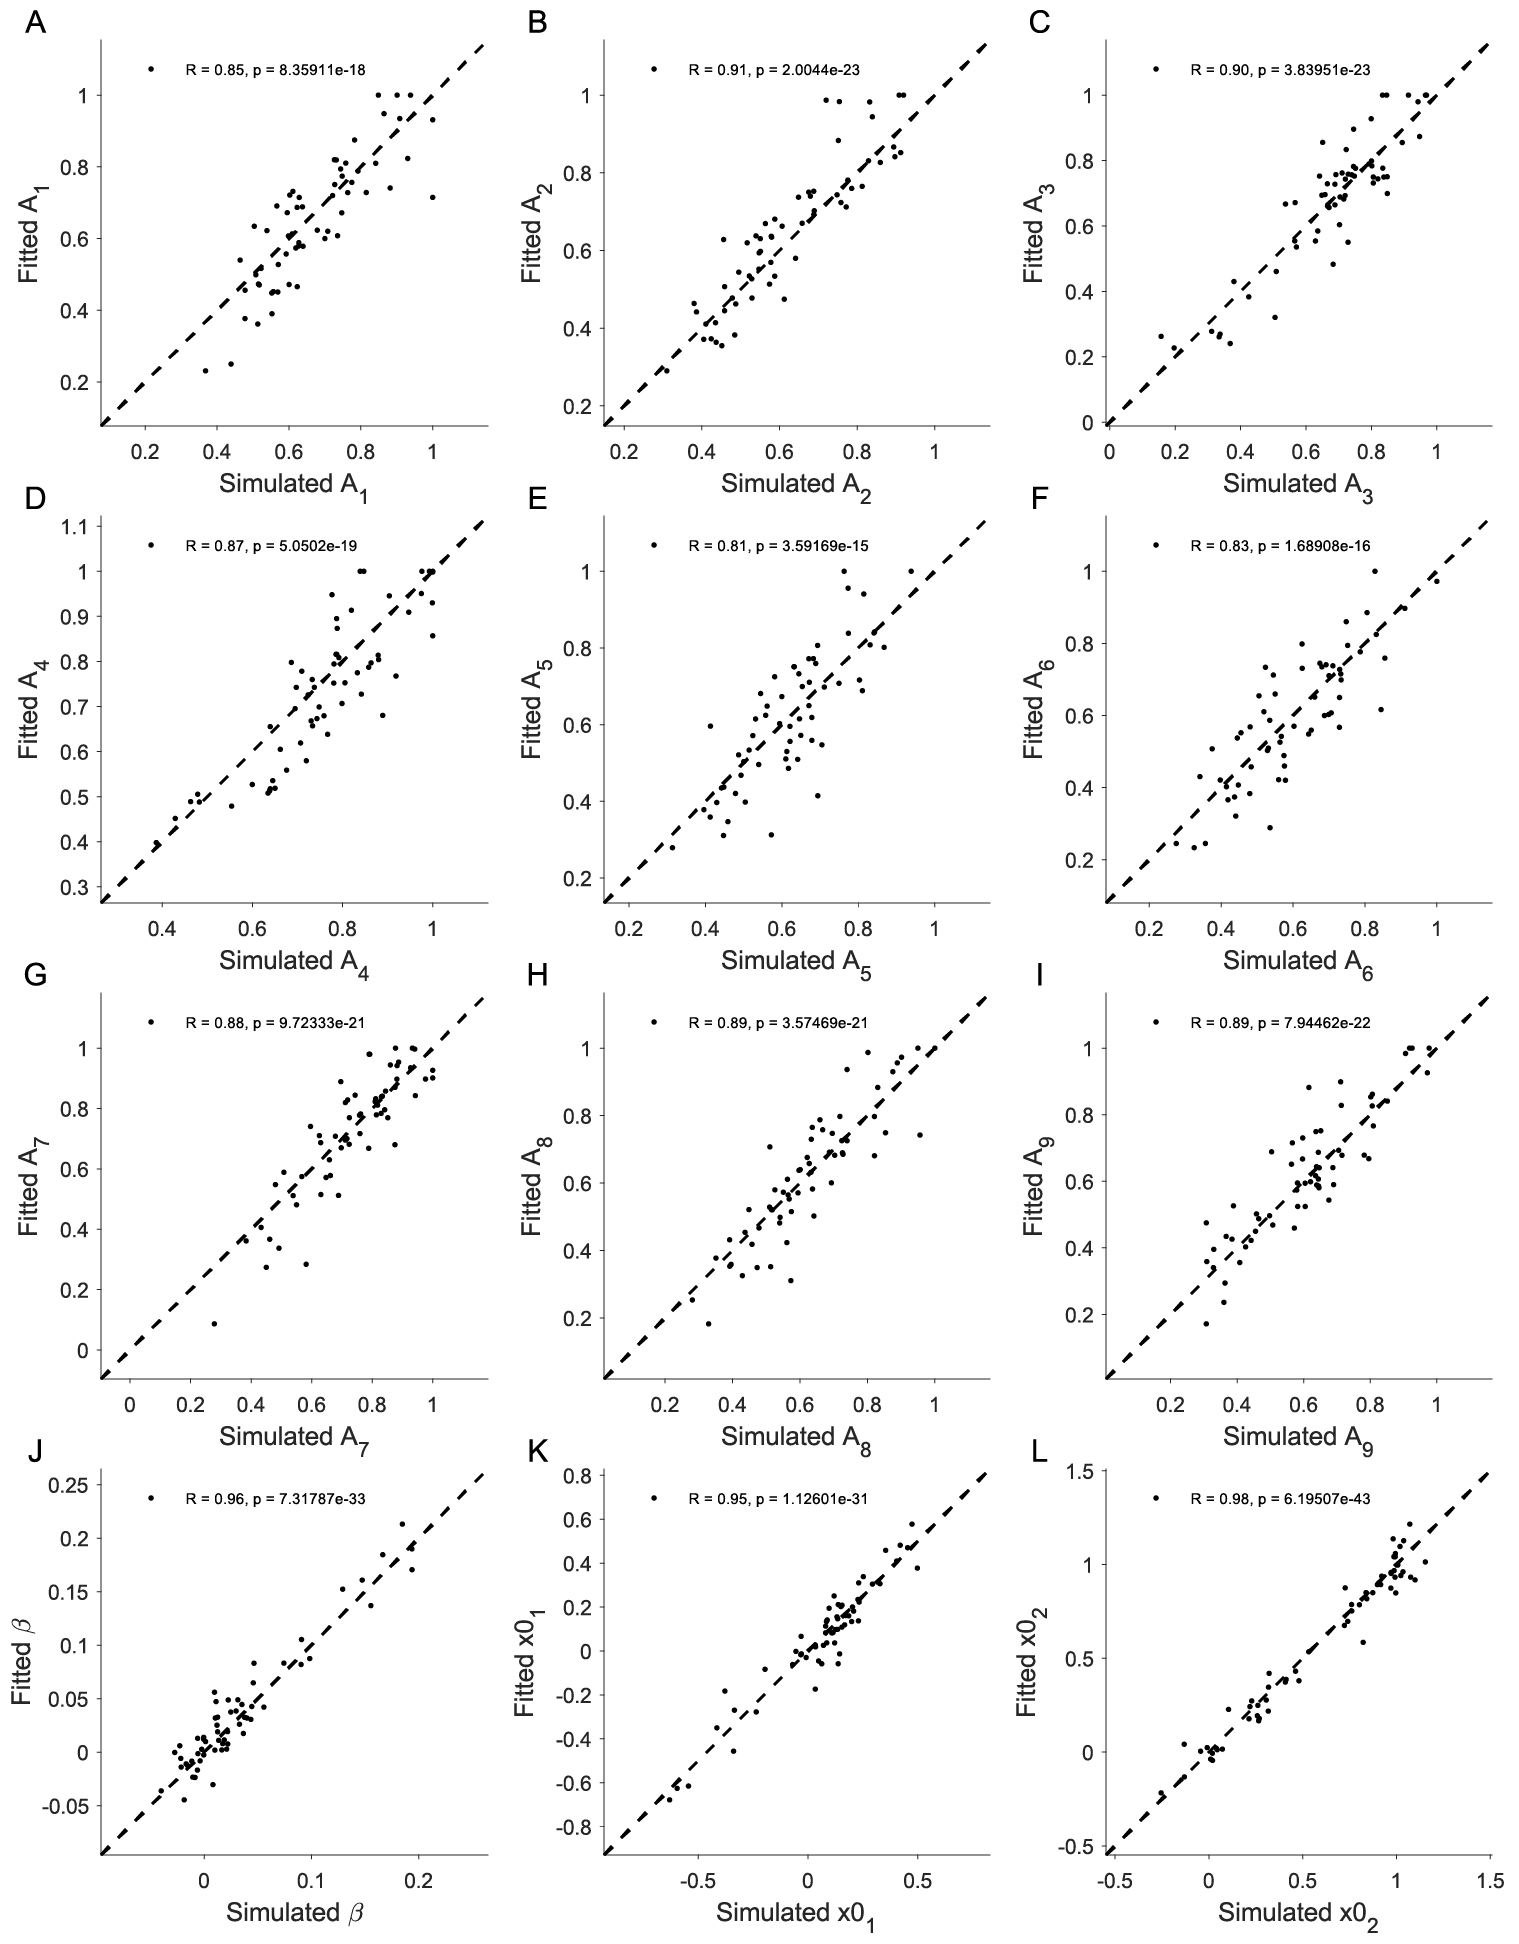 A
R = 0.85, p = 8.35911e-18
1
0.8
0.6
0.4
0.2
Fitted A1
0.2 0.4 0.6 0.8 1
Simulated A1
B
R = 0.91, p = 2.0044e-23
1
0.8
0.6
0.4
0.2
Fitted A2
0.2 0.4 0.6 0.8 1
Simulated A2
C
R = 0.90, p = 3.83951e-23
1
0.8
0.6
0.4
0.2
0
Fitted A3
0 0.2 0.4 0.6 0.8 1
Simulated A3
D
R = 0.87, p = 5.0502e-19
1.1
1
0.9
0.8
0.7
0.6
0.5
0.4
0.3
Fitted A4
0.4 0.6 0.8 1
Simulated A4
E
R = 0.81, p = 3.59169e-15
1
0.8
0.6
0.4
0.2
Fitted A5
0.2 0.4 0.6 0.8 1
Simulated A5
F
R = 0.83, p = 1.68908e-16
1
0.8
0.6
0.4
0.2
Fitted A6
0.2 0.4 0.6 0.8 1
Simulated A6
G
R = 0.88, p = 9.72333e-21
1
0.8
0.6
0.4
0.2
0
Fitted A7
0 0.2 0.4 0.6 0.8 1
Simulated A7
H
R = 0.89, p = 3.57469e-21
1
0.8
0.6
0.4
0.2
Fitted A8
0.2 0.4 0.6 0.8 1
Simulated A8
I
R = 0.89, p = 7.94462e-22
1
0.8
0.6
0.4
0.2
Fitted A9
0.2 0.4 0.6 0.8 1
Simulated A9
J
R = 0.96, p = 7.31787e-33
0.25
0.2
0.15
0.1
0.05
0
-0.05
Fitted β
0 0.1 0.2
Simulated β
K
R = 0.95, p = 1.12601e-31
0.8
0.6
0.4
0.2
0
-0.2
-0.4
-0.6
-0.8
Fitted x01
-0.5 0 0.5
Simulated x01
L
R = 0.98, p = 6.19507e-43
1.5
1
0.5
0
-0.5
Fitted x02
-0.5 0 0.5 1 1.5
Simulated x02